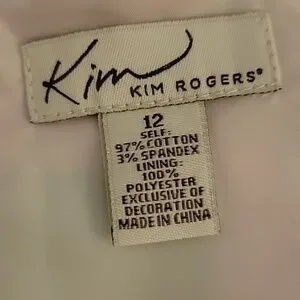 Kim
KIM ROGERS®
12
SELF:
97% COTTON
3% SPANDEX
LINING:
100%
POLYESTER
EXCLUSIVE OF
DECORATION
MADE IN CHINA